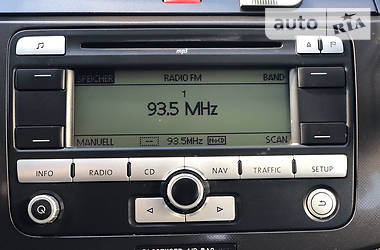 auto RIA
mp3
SPEICHER RADIO FM BAND
1
93.5 MHz
MANUELL 93.5MHz NoCD SCAN
INFO RADIO CD NAV TRAFFIC SETUP